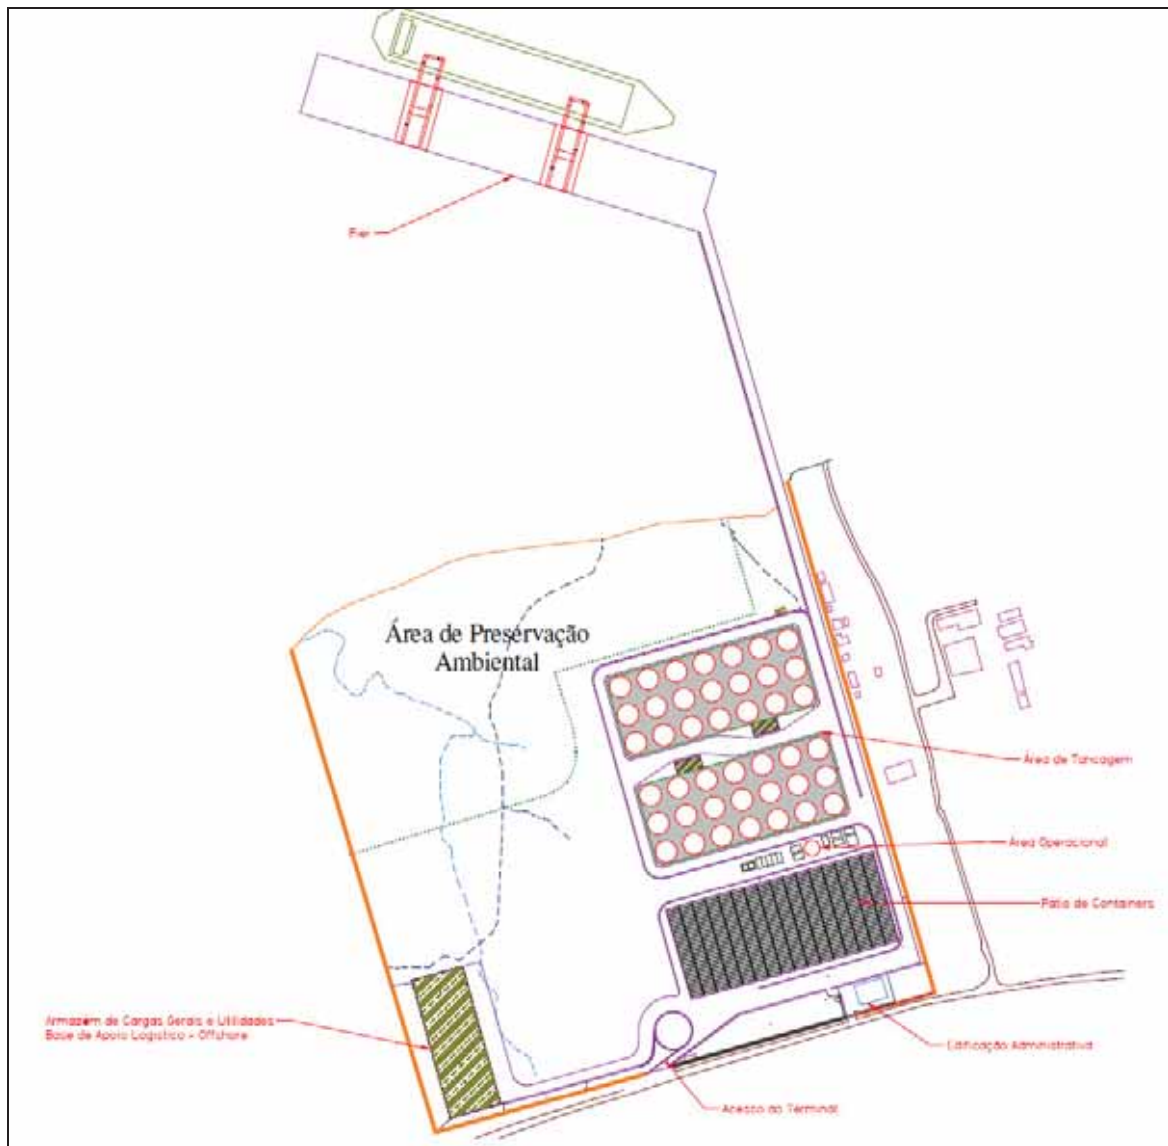 Píer
Área de Preservação
Ambiental
Área de Tancagem
Área Operacional
Pátio de Containers
Armazém de Cargas Gerais e Utilidades
Base de Apoio Logístico - Offshore
Edificação Administrativa
Acesso ao Terminal